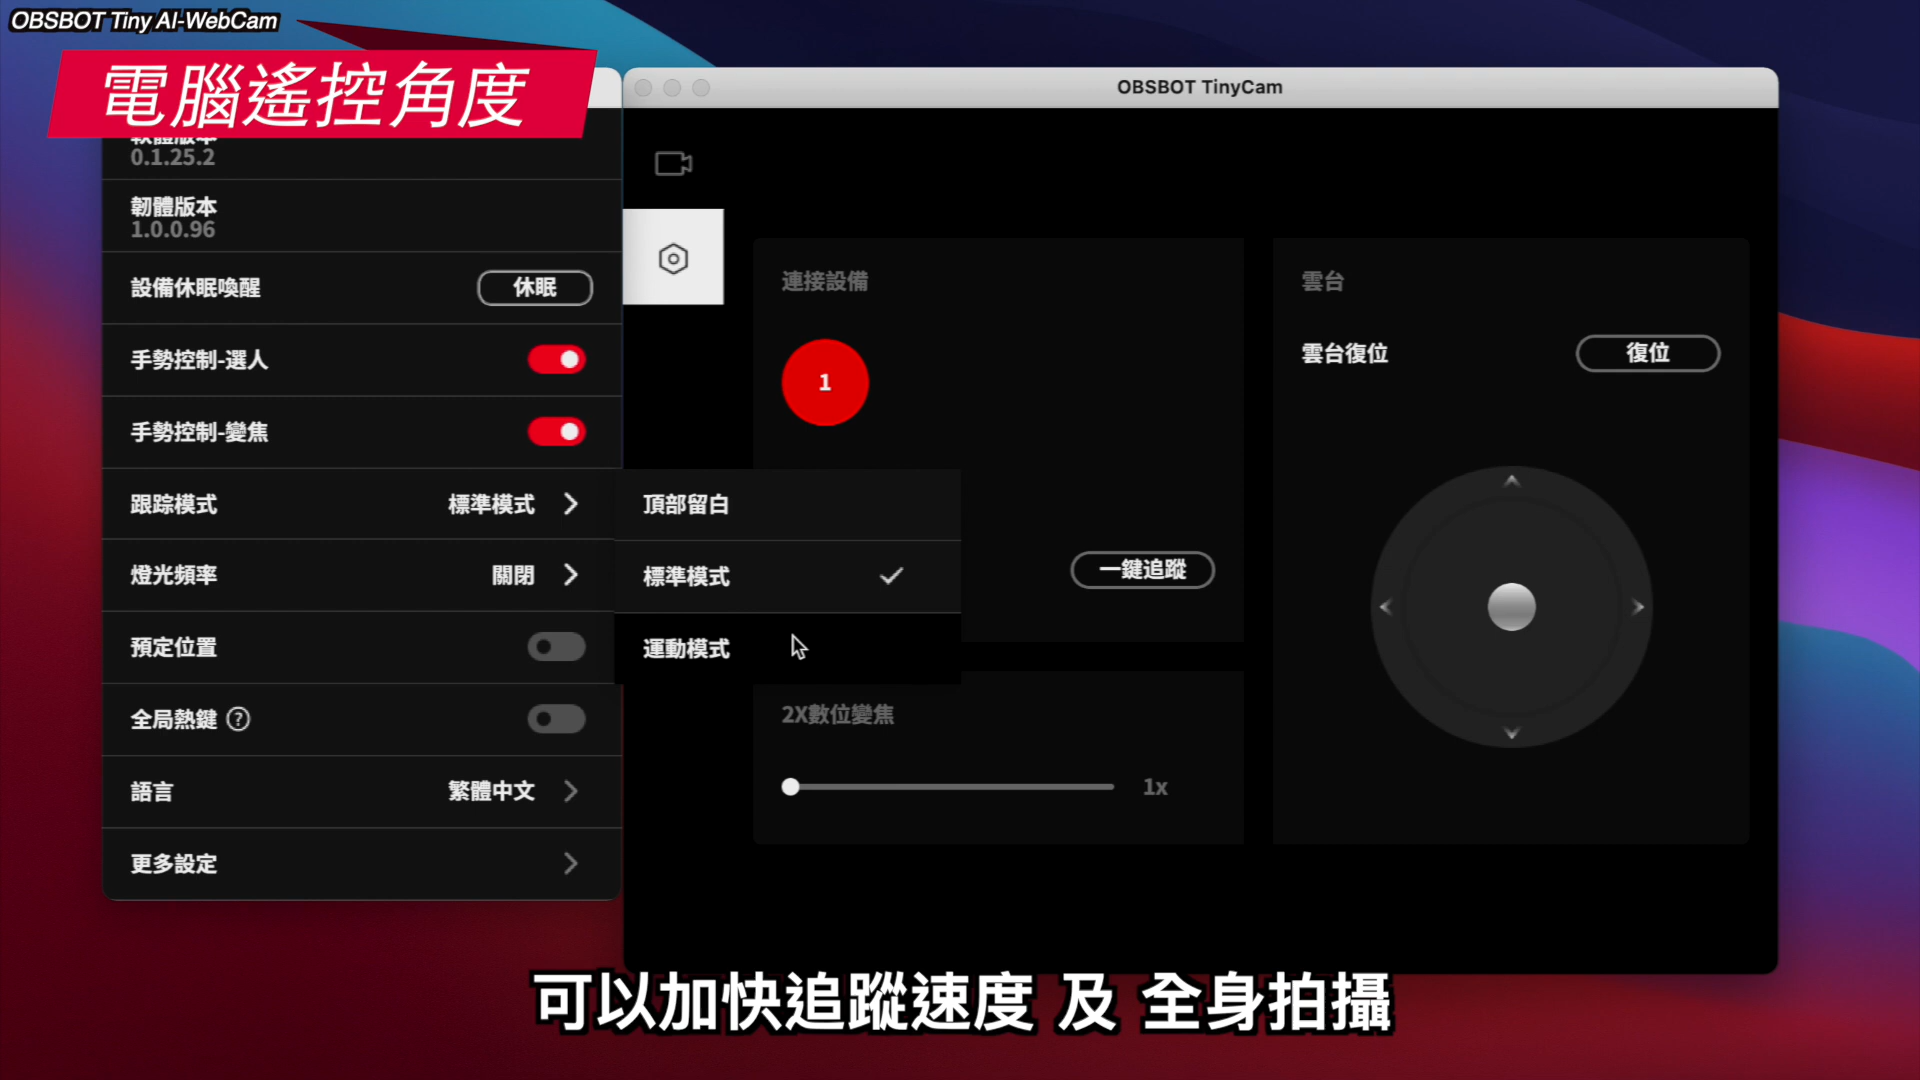 OBSBOT Tiny AI-WebCam
電腦遙控角度
OBSBOT TinyCam
軟體版本
0.1.25.2
韌體版本
1.0.0.96
設備休眠喚醒
休眠
手勢控制-選人
手勢控制-變焦
跟踪模式
標準模式
燈光頻率
關閉
預定位置
全局熱鍵 ?
語言
繁體中文
更多設定
頂部留白
標準模式
運動模式
連接設備
1
一鍵追蹤
2X數位變焦
1x
雲台
雲台復位
復位
可以加快追蹤速度 及 全身拍攝